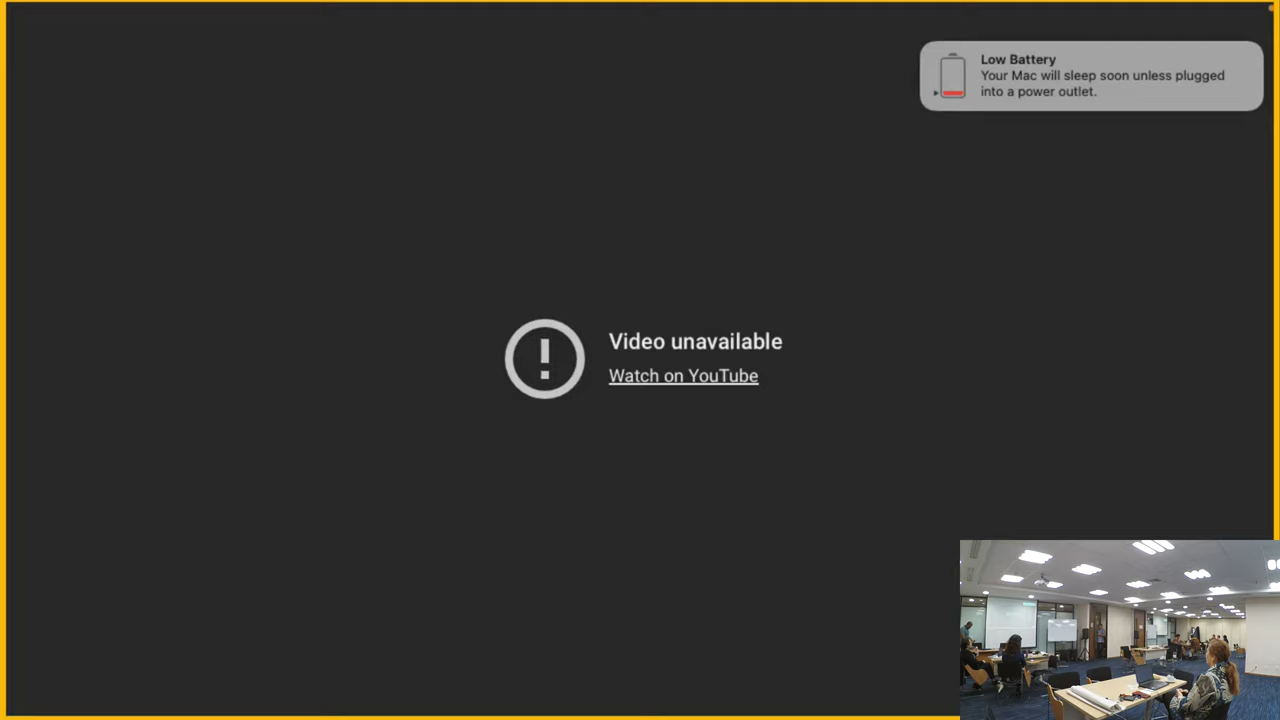 Low Battery
Your Mac will sleep soon unless plugged
into a power outlet.
Video unavailable
Watch on YouTube